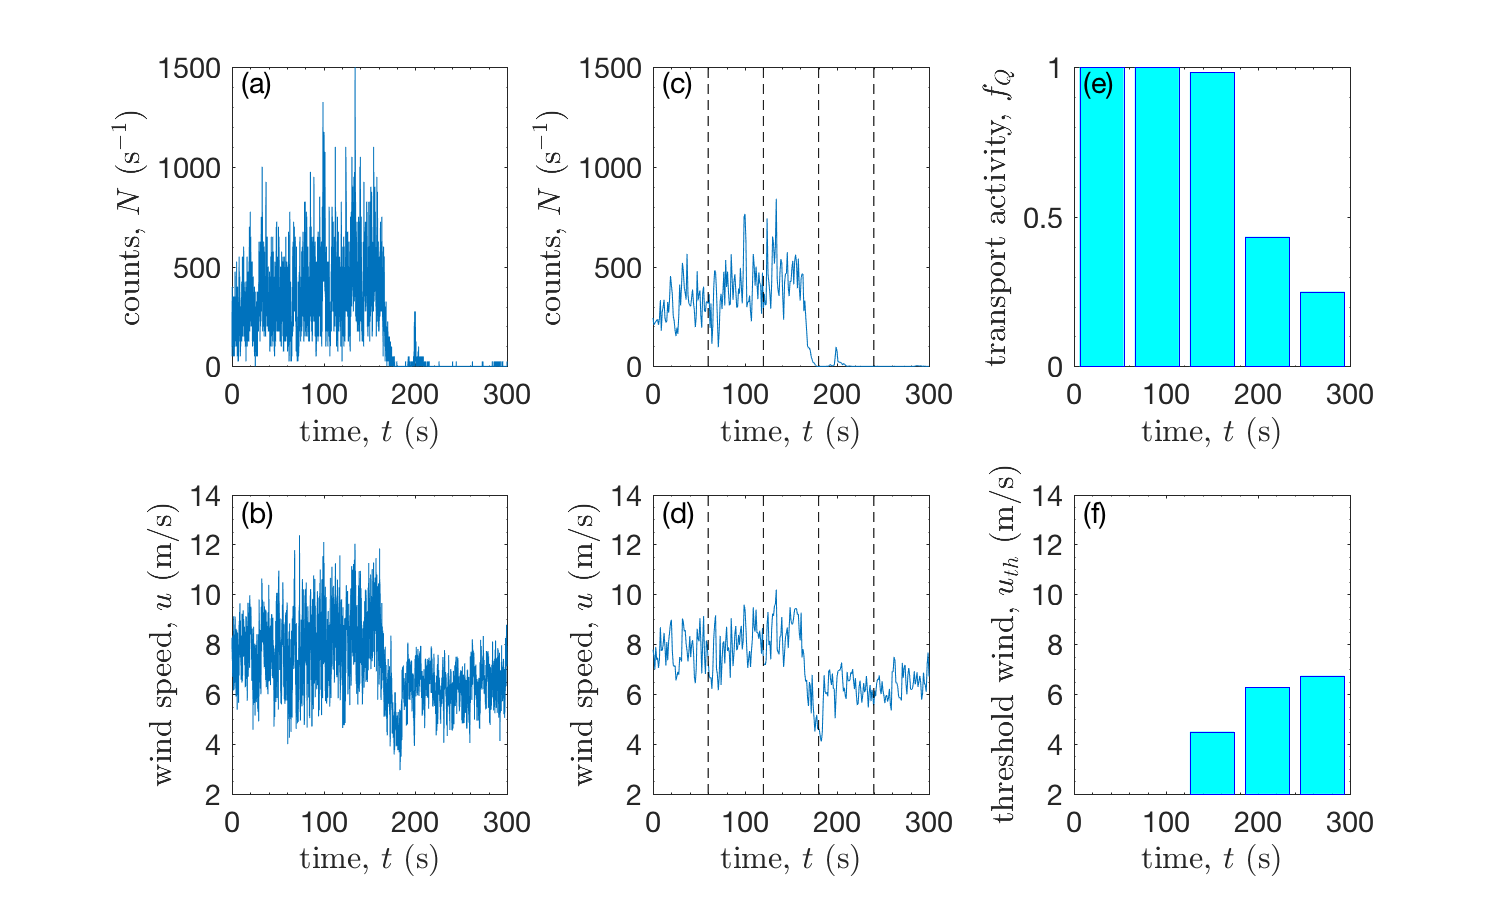 (a)
1500
1000
500
0
counts, N (s⁻¹)
0 100 200 300
time, t (s)
(c)
1500
1000
500
0
counts, N (s⁻¹)
0 100 200 300
time, t (s)
(e)
1
0.5
0
transport activity, f_Q
0 100 200 300
time, t (s)
(b)
14
12
10
8
6
4
2
wind speed, u (m/s)
0 100 200 300
time, t (s)
(d)
14
12
10
8
6
4
2
wind speed, u (m/s)
0 100 200 300
time, t (s)
(f)
14
12
10
8
6
4
2
threshold wind, u_th (m/s)
0 100 200 300
time, t (s)